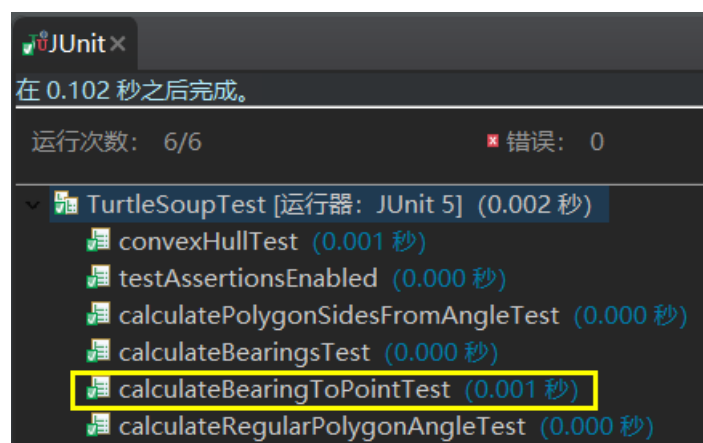 JUnit ×
在 0.102 秒之后完成。
运行次数： 6/6 错误： 0
TurtleSoupTest [运行器：JUnit 5] (0.002 秒)
convexHullTest (0.001 秒)
testAssertionsEnabled (0.000 秒)
calculatePolygonSidesFromAngleTest (0.000 秒)
calculateBearingsTest (0.000 秒)
calculateBearingToPointTest (0.001 秒)
calculateRegularPolygonAngleTest (0.000 秒)